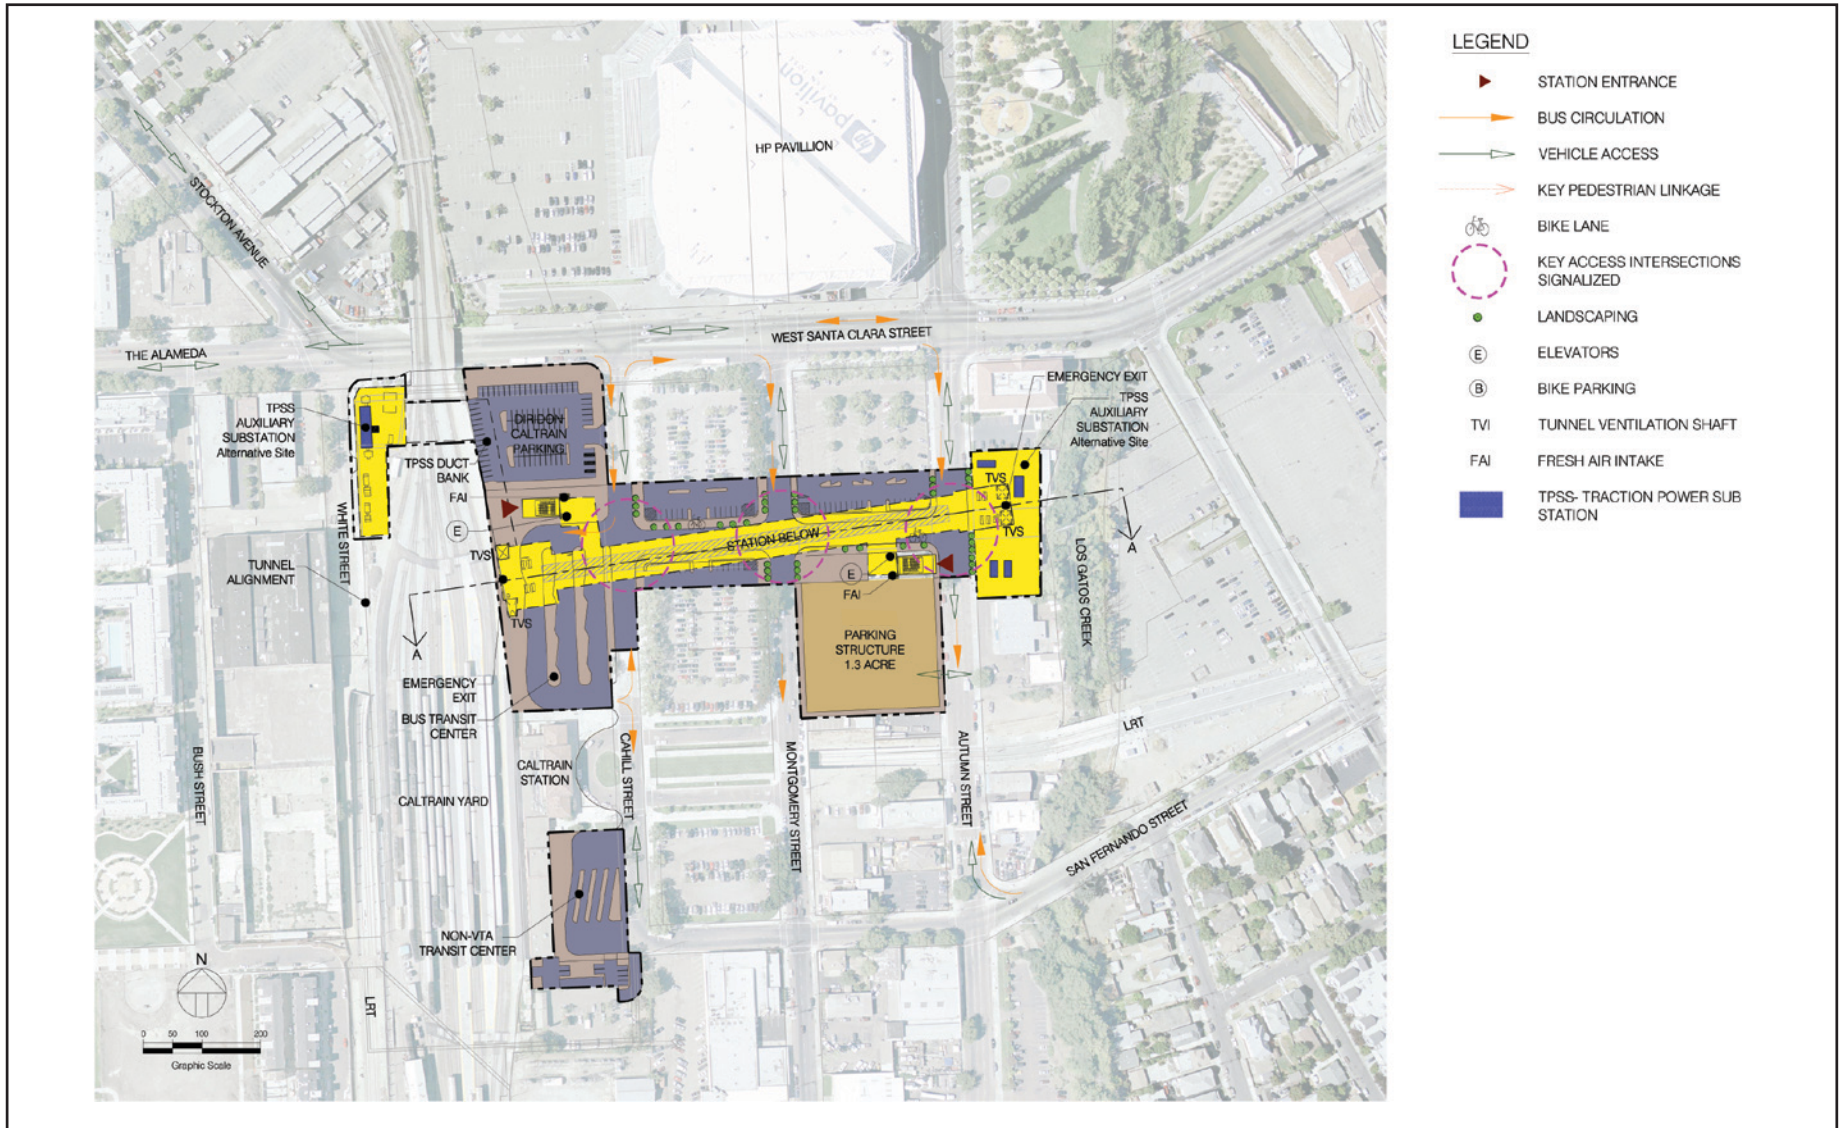 LEGEND
STATION ENTRANCE
BUS CIRCULATION
VEHICLE ACCESS
KEY PEDESTRIAN LINKAGE
BIKE LANE
KEY ACCESS INTERSECTIONS
SIGNALIZED
LANDSCAPING
E
ELEVATORS
B
BIKE PARKING
TVI
TUNNEL VENTILATION SHAFT
FAI
FRESH AIR INTAKE
TPSS- TRACTION POWER SUB
STATION
hp pavilion
HP PAVILLION
STOCKTON AVENUE
WEST SANTA CLARA STREET
THE ALAMEDA
EMERGENCY EXIT
TPSS
AUXILIARY
SUBSTATION
Alternative Site
TPSS
AUXILIARY
SUBSTATION
Alternative Site
DIRIDON
CALTRAIN
PARKING
TPSS DUCT
BANK
FAI
E
TVS
TVS
TVS
TVS
STATION BELOW
WHITE STREET
TUNNEL
ALIGNMENT
A
A
LOS GATOS CREEK
E
FAI
PARKING
STRUCTURE
1.3 ACRE
EMERGENCY
EXIT
BUS TRANSIT
CENTER
LRT
CALTRAIN
STATION
CAHILL STREET
MONTGOMERY STREET
AUTUMN STREET
BUSH STREET
CALTRAIN YARD
SAN FERNANDO STREET
NON-VTA
TRANSIT CENTER
N
LRT
0 50 100 200
Graphic Scale